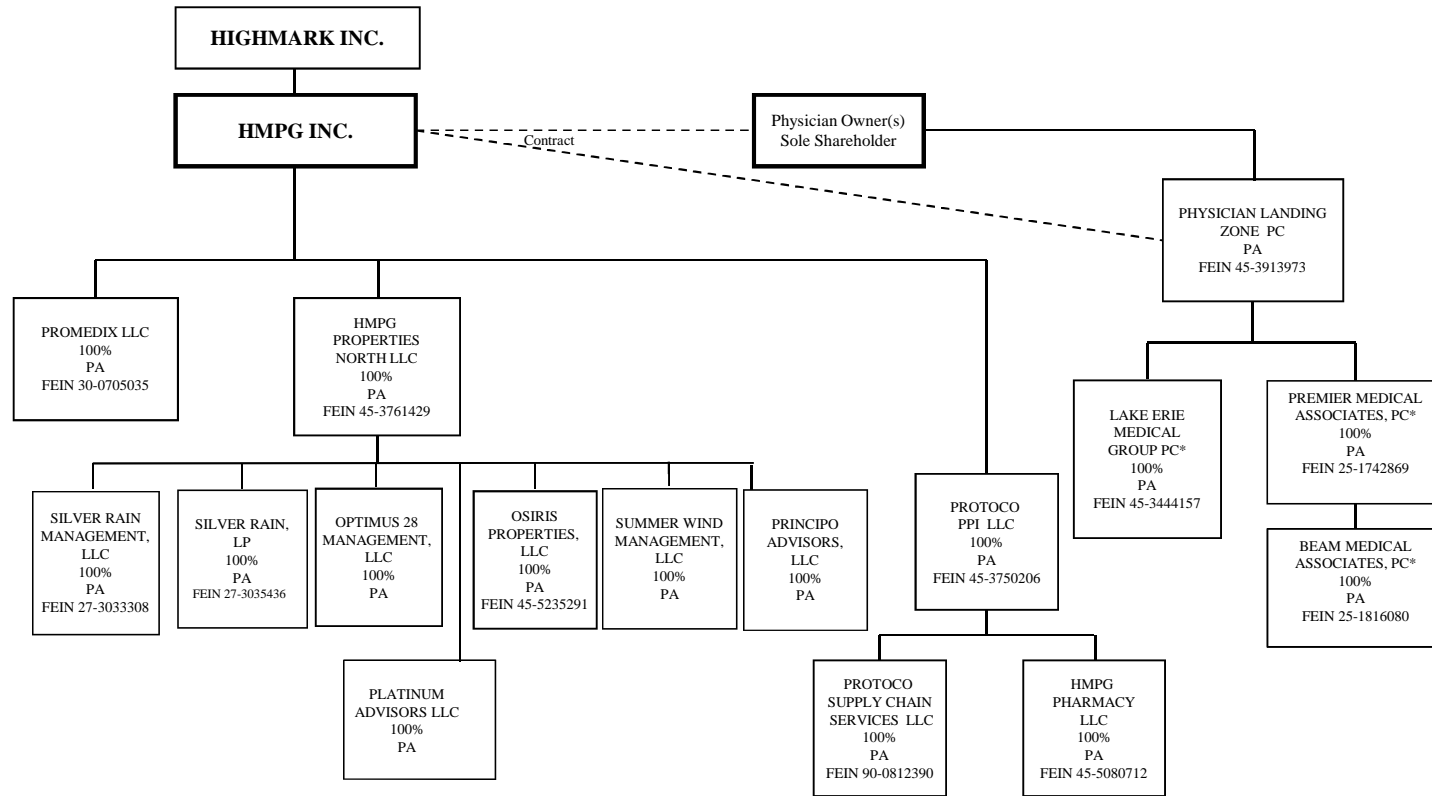 HIGHMARK INC.
HMPG INC.
Physician Owner(s)
Sole Shareholder
Contract
PHYSICIAN LANDING
ZONE PC
PA
FEIN 45-3913973
PROMEDIX LLC
100%
PA
FEIN 30-0705035
HMPG
PROPERTIES
NORTH LLC
100%
PA
FEIN 45-3761429
LAKE ERIE
MEDICAL
GROUP PC*
100%
PA
FEIN 45-3444157
PREMIER MEDICAL
ASSOCIATES, PC*
100%
PA
FEIN 25-1742869
SILVER RAIN
MANAGEMENT,
LLC
100%
PA
FEIN 27-3033308
SILVER RAIN,
LP
100%
PA
FEIN 27-3035436
OPTIMUS 28
MANAGEMENT,
LLC
100%
PA
OSIRIS
PROPERTIES,
LLC
100%
PA
FEIN 45-5235291
SUMMER WIND
MANAGEMENT,
LLC
100%
PA
PRINCIPO
ADVISORS,
LLC
100%
PA
PROTOCO
PPI LLC
100%
PA
FEIN 45-3750206
BEAM MEDICAL
ASSOCIATES, PC*
100%
PA
FEIN 25-1816080
PLATINUM
ADVISORS LLC
100%
PA
PROTOCO
SUPPLY CHAIN
SERVICES LLC
100%
PA
FEIN 90-0812390
HMPG
PHARMACY
LLC
100%
PA
FEIN 45-5080712